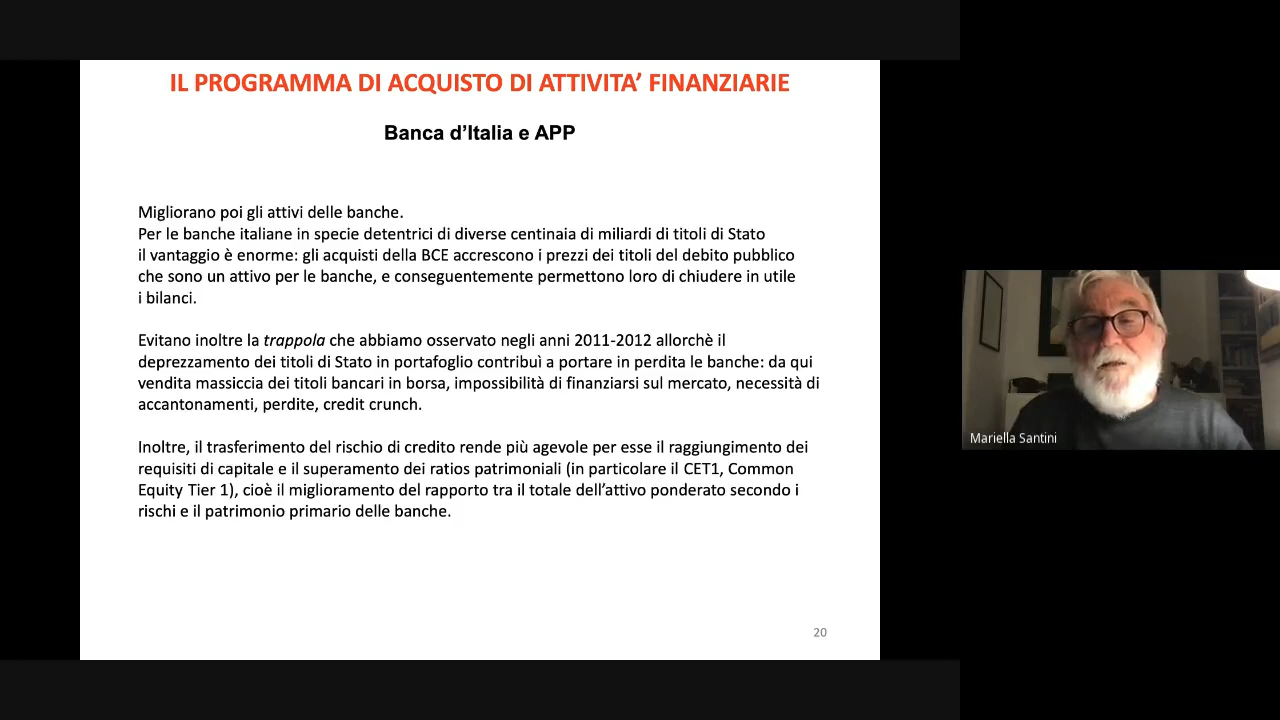 IL PROGRAMMA DI ACQUISTO DI ATTIVITA’ FINANZIARIE
Banca d’Italia e APP
Migliorano poi gli attivi delle banche.
Per le banche italiane in specie detentrici di diverse centinaia di miliardi di titoli di Stato
il vantaggio è enorme: gli acquisti della BCE accrescono i prezzi dei titoli del debito pubblico
che sono un attivo per le banche, e conseguentemente permettono loro di chiudere in utile
i bilanci.
Evitano inoltre la trappola che abbiamo osservato negli anni 2011-2012 allorchè il
deprezzamento dei titoli di Stato in portafoglio contribuì a portare in perdita le banche: da qui
vendita massiccia dei titoli bancari in borsa, impossibilità di finanziarsi sul mercato, necessità di
accantonamenti, perdite, credit crunch.
Inoltre, il trasferimento del rischio di credito rende più agevole per esse il raggiungimento dei
requisiti di capitale e il superamento dei ratios patrimoniali (in particolare il CET1, Common
Equity Tier 1), cioè il miglioramento del rapporto tra il totale dell’attivo ponderato secondo i
rischi e il patrimonio primario delle banche.
20
Mariella Santini